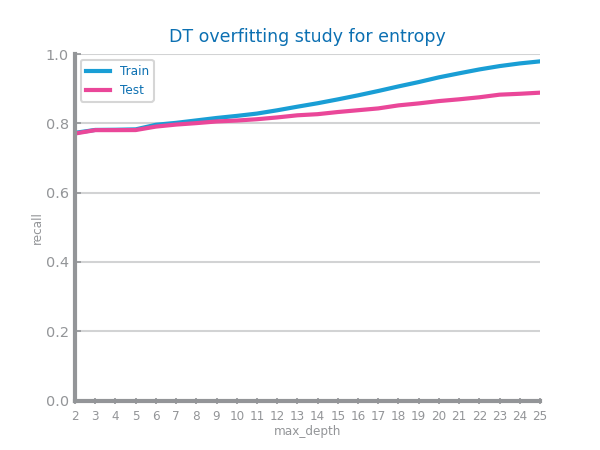 DT overfitting study for entropy
1.0
Train
Test
0.8
0.6
recall
0.4
0.2
0.0
2 3 4 5 6 7 8 9 10 11 12 13 14 15 16 17 18 19 20 21 22 23 24 25
max_depth